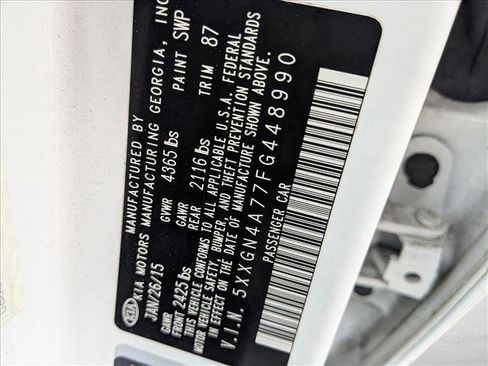 MANUFACTURED BY
KIA MOTORS MANUFACTURING GEORGIA, INC
JAN/26/15 GVWR 4365 lbs PAINT SWP
GAWR FRONT 2425 lbs GAWR REAR 2116 lbs TRIM 87
THIS VEHICLE CONFORMS TO ALL APPLICABLE U.S.A. FEDERAL
MOTOR VEHICLE SAFETY, BUMPER, AND THEFT PREVENTION STANDARDS
IN EFFECT ON THE DATE OF MANUFACTURE SHOWN ABOVE.
V.I.N. 5XXGN4A77FG448990
PASSENGER CAR